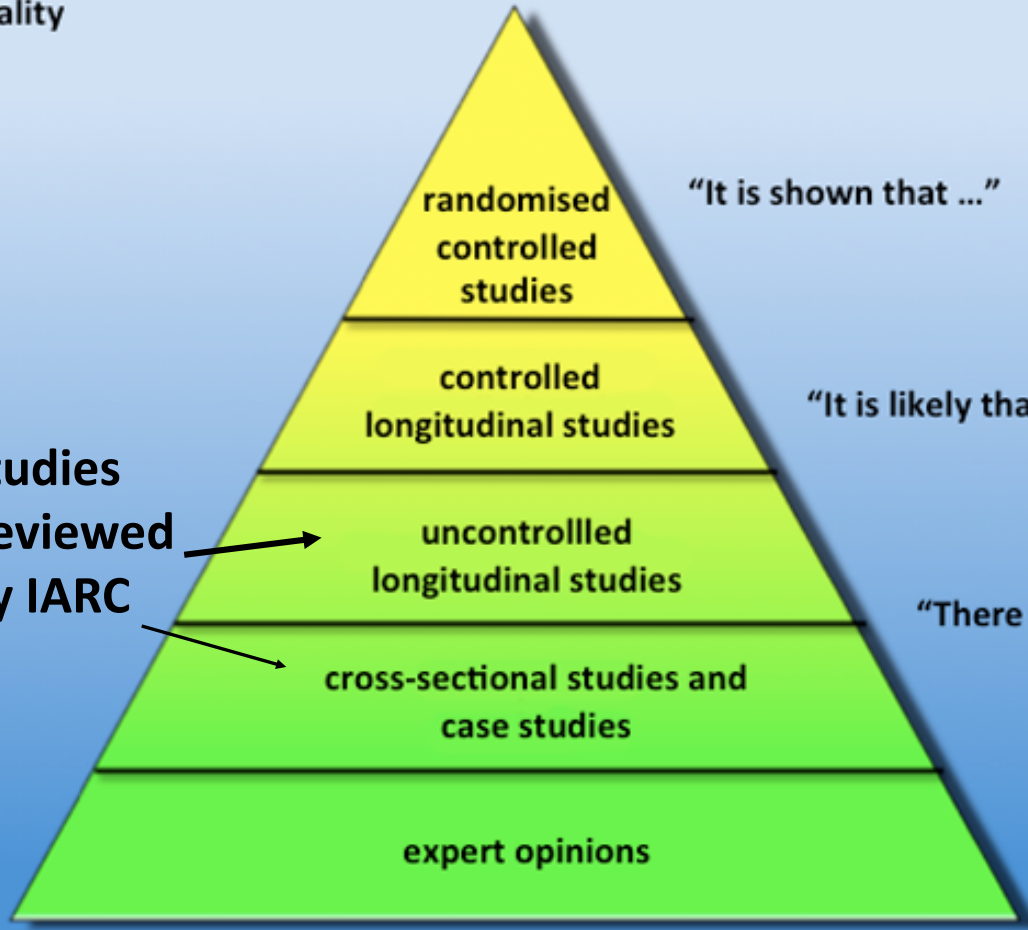 ality
randomised
controlled
studies
“It is shown that ...”
controlled
longitudinal studies
“It is likely tha
tudies
eviewed
y IARC
uncontrollled
longitudinal studies
“There
cross-sectional studies and
case studies
expert opinions